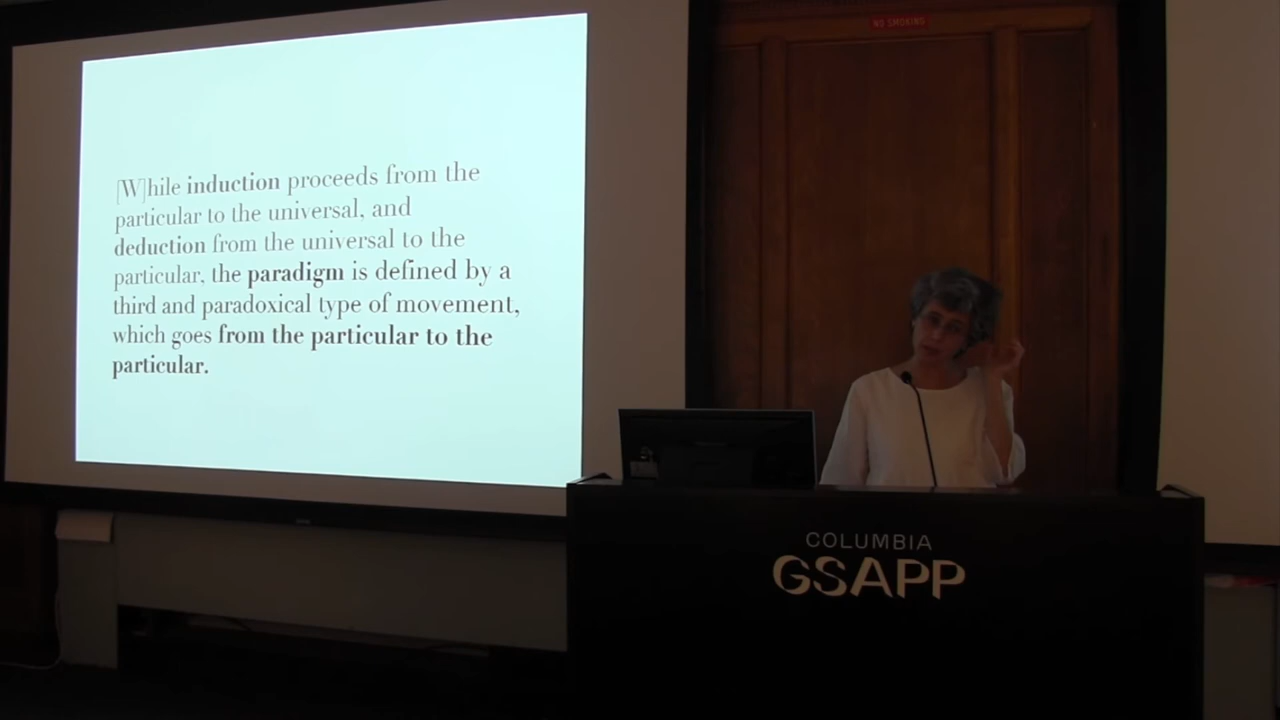 [W]hile induction proceeds from the
particular to the universal, and
deduction from the universal to the
particular, the paradigm is defined by a
third and paradoxical type of movement,
which goes from the particular to the
particular.
NO SMOKING
COLUMBIA
GSAPP